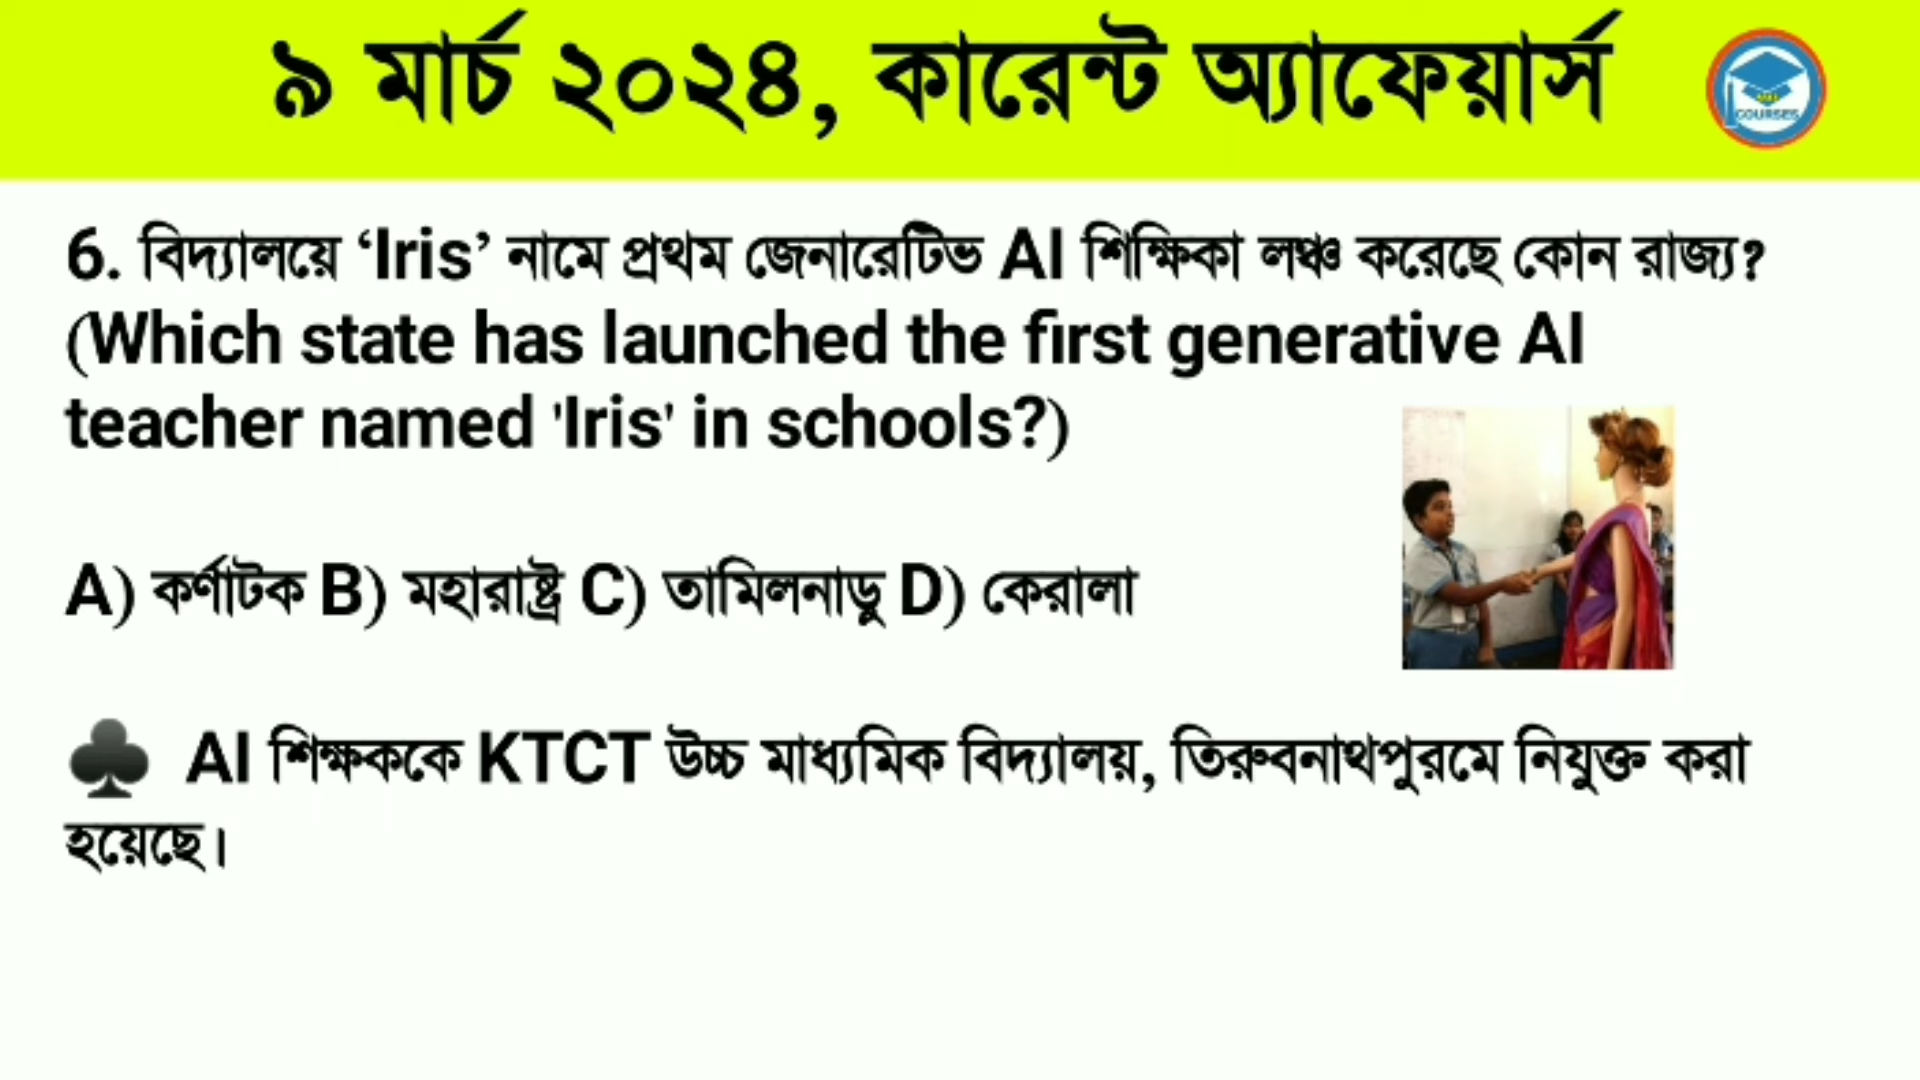 ৯ মার্চ ২০২৪, কারেন্ট অ্যাফেয়ার্স
COURSES
6. বিদ্যালয়ে ‘Iris’ নামে প্রথম জেনারেটিভ AI শিক্ষিকা লঞ্চ করেছে কোন রাজ্য?
(Which state has launched the first generative AI
teacher named 'Iris' in schools?)
A) কর্ণাটক B) মহারাষ্ট্র C) তামিলনাড়ু D) কেরালা
♣ AI শিক্ষককে KTCT উচ্চ মাধ্যমিক বিদ্যালয়, তিরুবনাথপুরমে নিযুক্ত করা
হয়েছে।